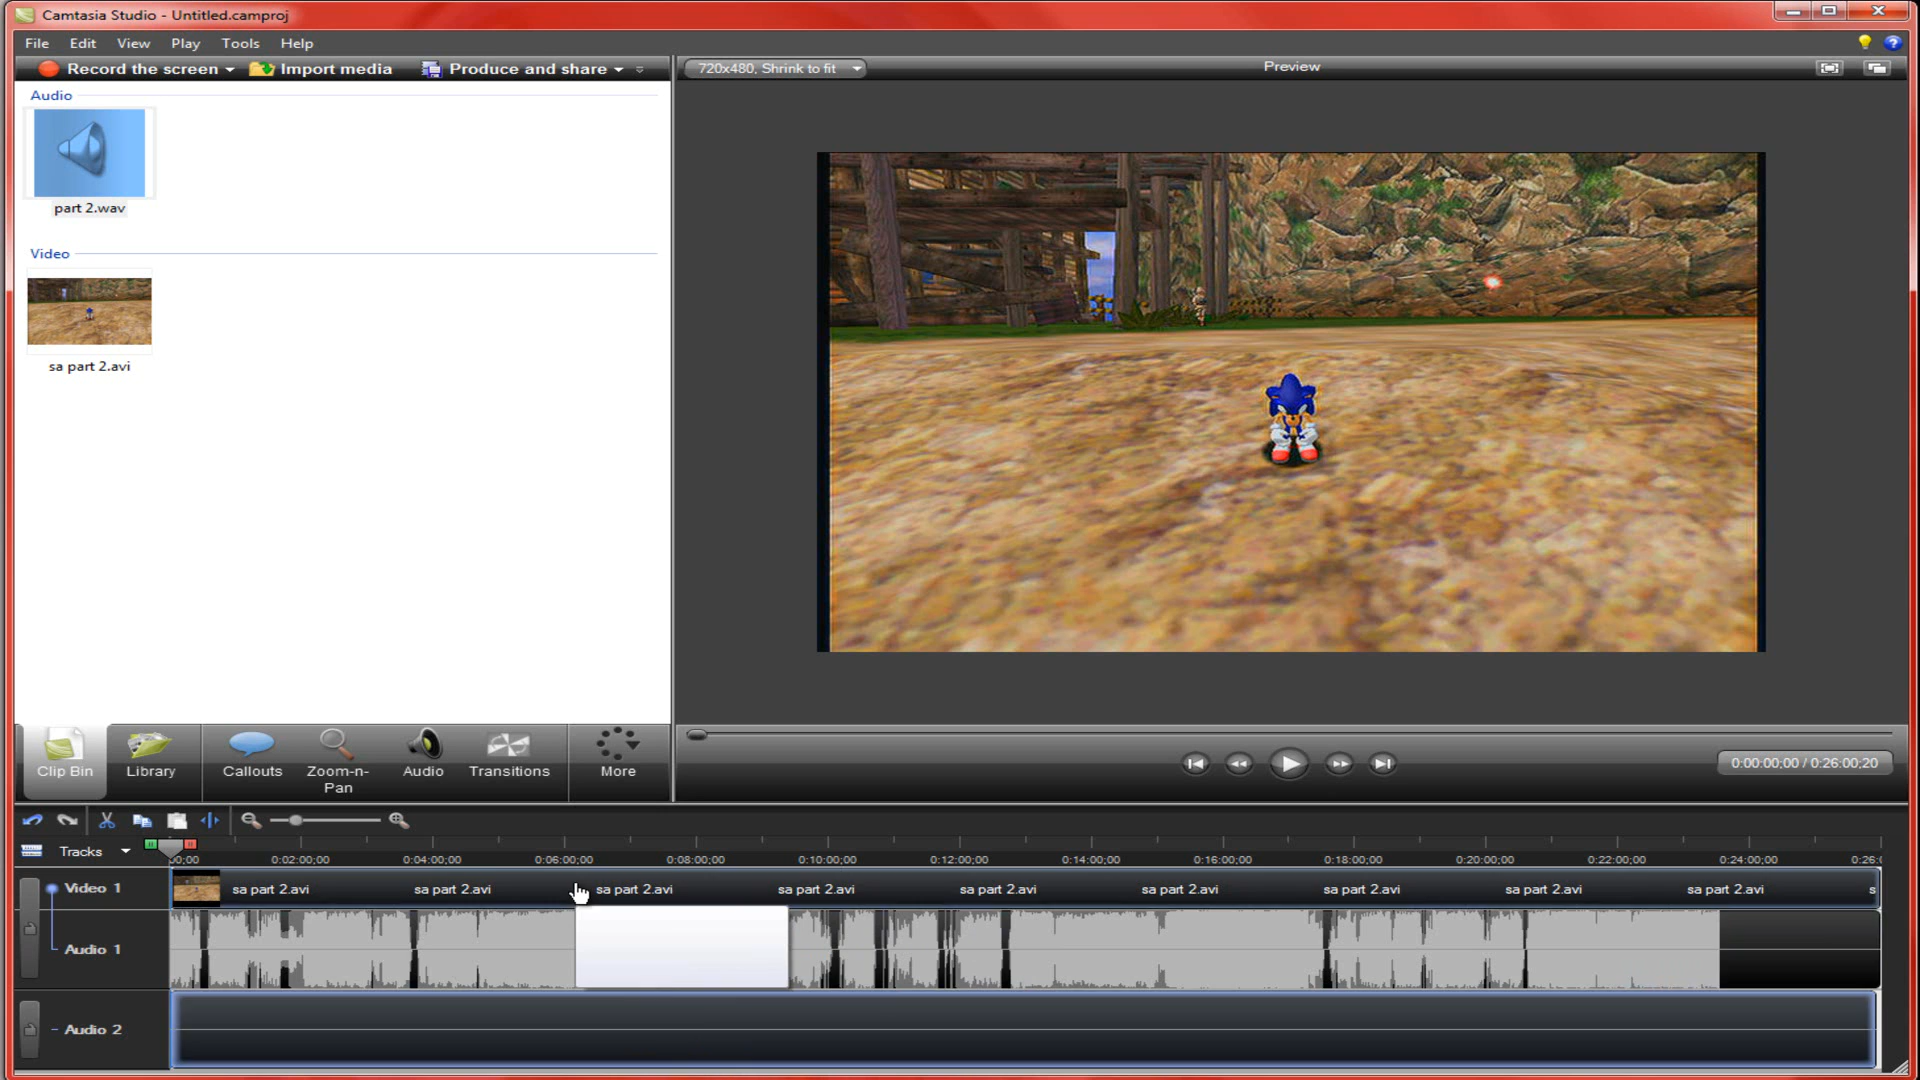 Camtasia Studio - Untitled.camproj
File Edit View Play Tools Help
Record the screen Import media Produce and share
720x480, Shrink to fit
Preview
Audio
part 2.wav
Video
sa part 2.avi
Clip Bin Library Callouts Zoom-n-Pan Audio Transitions More
0:00:00;00 / 0:26:00;20
Tracks
00;00 0:02:00;00 0:04:00;00 0:06:00;00 0:08:00;00 0:10:00;00 0:12:00;00 0:14:00;00 0:16:00;00 0:18:00;00 0:20:00;00 0:22:00;00 0:24:00;00 0:26:0
Video 1 sa part 2.avi sa part 2.avi sa part 2.avi sa part 2.avi sa part 2.avi sa part 2.avi sa part 2.avi sa part 2.avi sa part 2.avi s
Audio 1
Audio 2